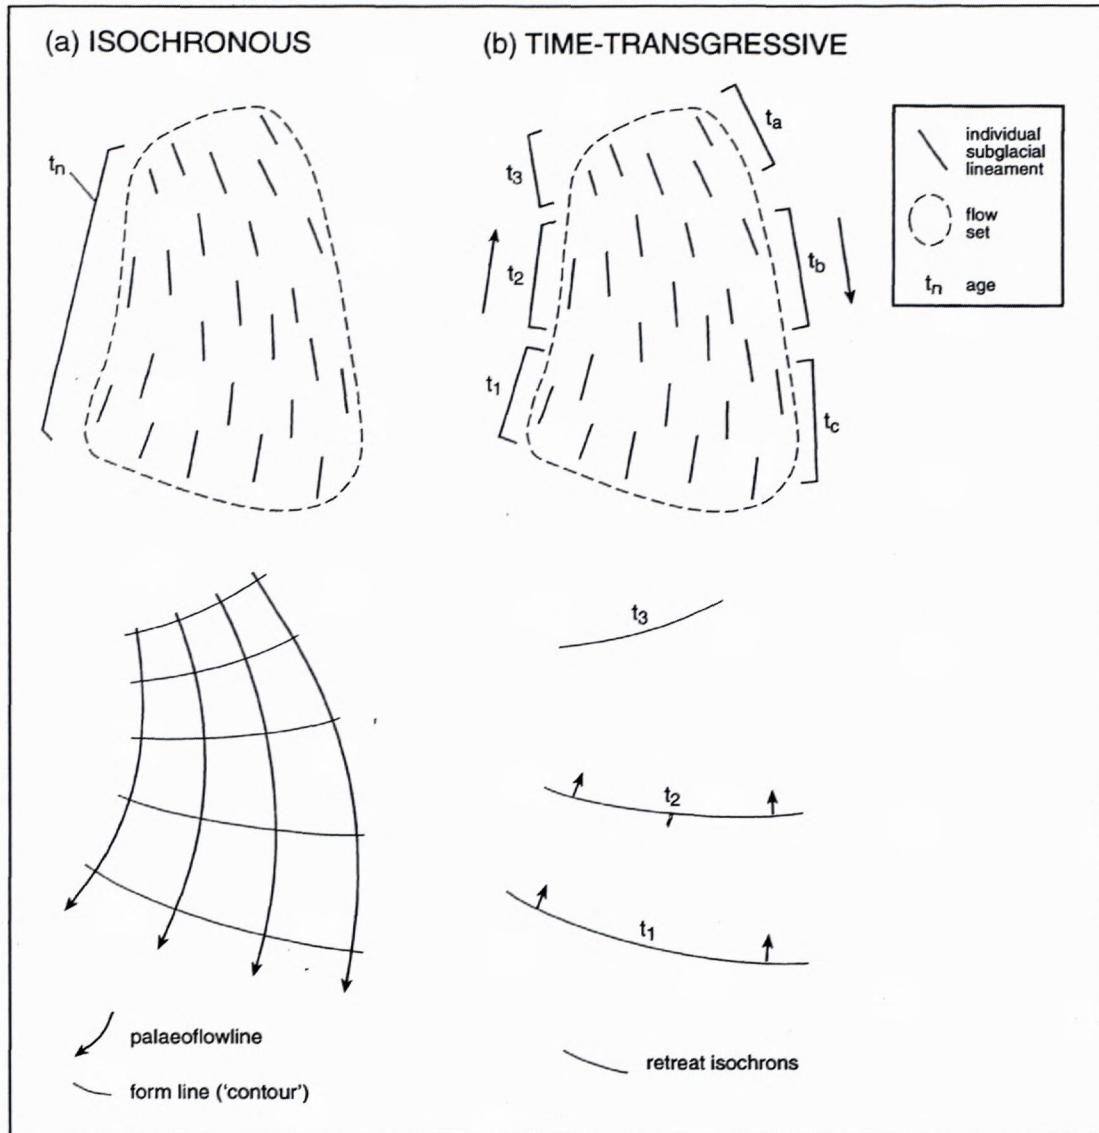 (a) ISOCHRONOUS
(b) TIME-TRANSGRESSIVE
tn
t3
t2
t1
ta
tb
tc
individual
subglacial
lineament
flow
set
tn age
t3
t2
t1
palaeoflowline
form line ('contour')
retreat isochrons